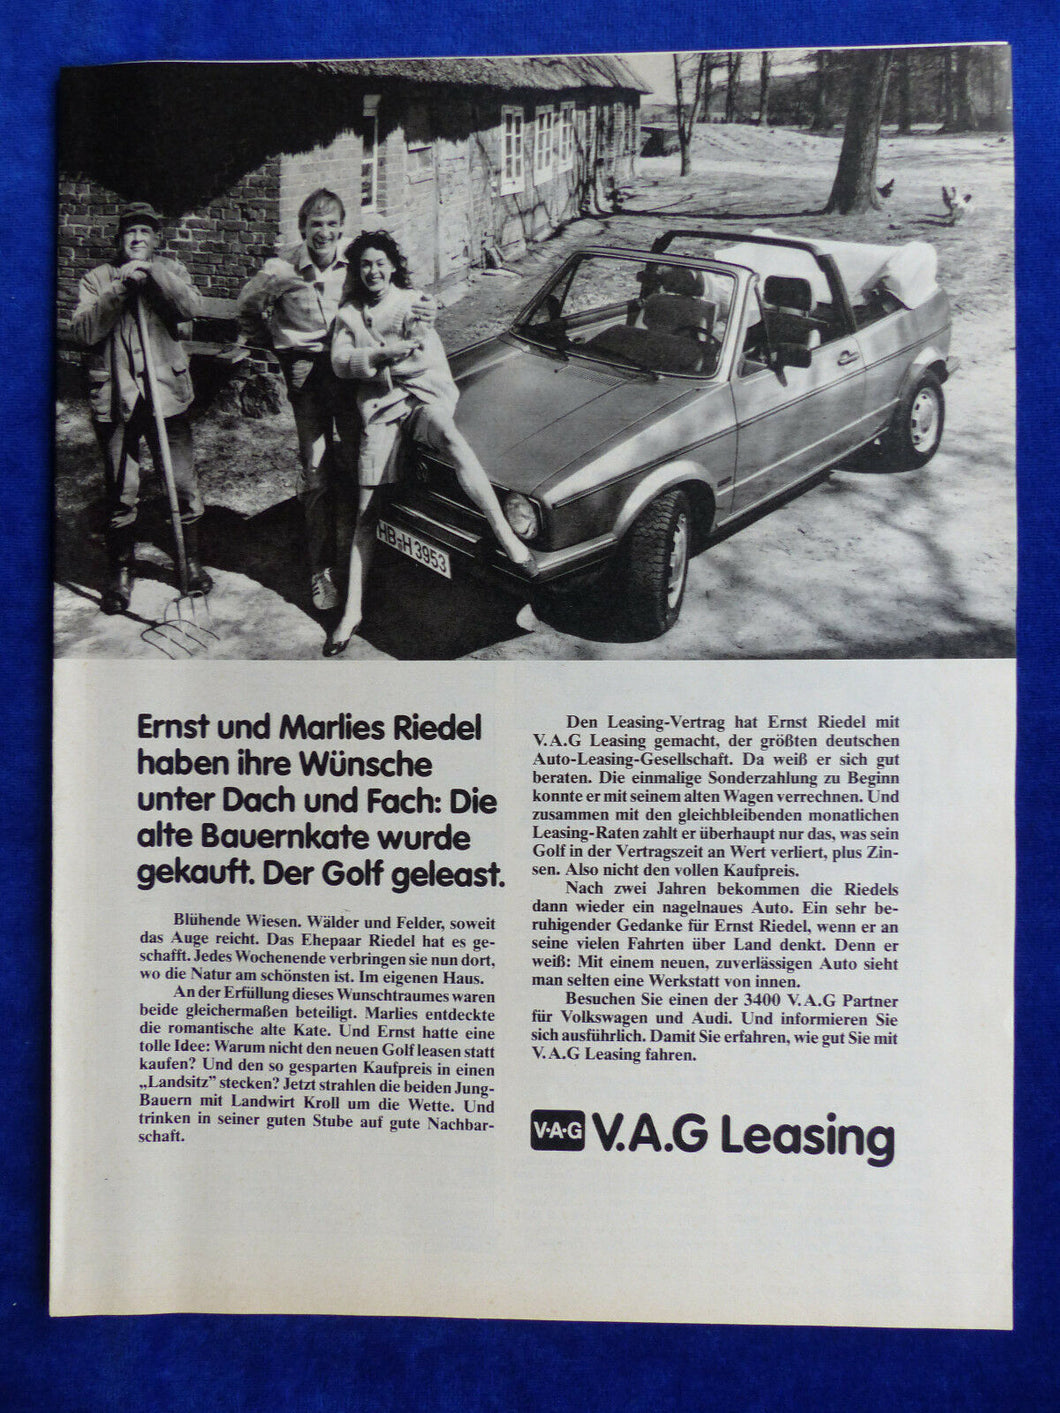 HB-H 3953
Ernst und Marlies Riedel
haben ihre Wünsche
unter Dach und Fach: Die
alte Bauernkate wurde
gekauft. Der Golf geleast.
Blühende Wiesen. Wälder und Felder, soweit
das Auge reicht. Das Ehepaar Riedel hat es ge-
schafft. Jedes Wochenende verbringen sie nun dort,
wo die Natur am schönsten ist. Im eigenen Haus.
An der Erfüllung dieses Wunschtraumes waren
beide gleichermaßen beteiligt. Marlies entdeckte
die romantische alte Kate. Und Ernst hatte eine
tolle Idee: Warum nicht den neuen Golf leasen statt
kaufen? Und den so gesparten Kaufpreis in einen
„Landsitz” stecken? Jetzt strahlen die beiden Jung-
Bauern mit Landwirt Kroll um die Wette. Und
trinken in seiner guten Stube auf gute Nachbar-
schaft.
Den Leasing-Vertrag hat Ernst Riedel mit
V.A.G Leasing gemacht, der größten deutschen
Auto-Leasing-Gesellschaft. Da weiß er sich gut
beraten. Die einmalige Sonderzahlung zu Beginn
konnte er mit seinem alten Wagen verrechnen. Und
zusammen mit den gleichbleibenden monatlichen
Leasing-Raten zahlt er überhaupt nur das, was sein
Golf in der Vertragszeit an Wert verliert, plus Zin-
sen. Also nicht den vollen Kaufpreis.
Nach zwei Jahren bekommen die Riedels
dann wieder ein nagelnaues Auto. Ein sehr be-
ruhigender Gedanke für Ernst Riedel, wenn er an
seine vielen Fahrten über Land denkt. Denn er
weiß: Mit einem neuen, zuverlässigen Auto sieht
man selten eine Werkstatt von innen.
Besuchen Sie einen der 3400 V.A.G Partner
für Volkswagen und Audi. Und informieren Sie
sich ausführlich. Damit Sie erfahren, wie gut Sie mit
V.A.G Leasing fahren.
V·A·G V.A.G Leasing